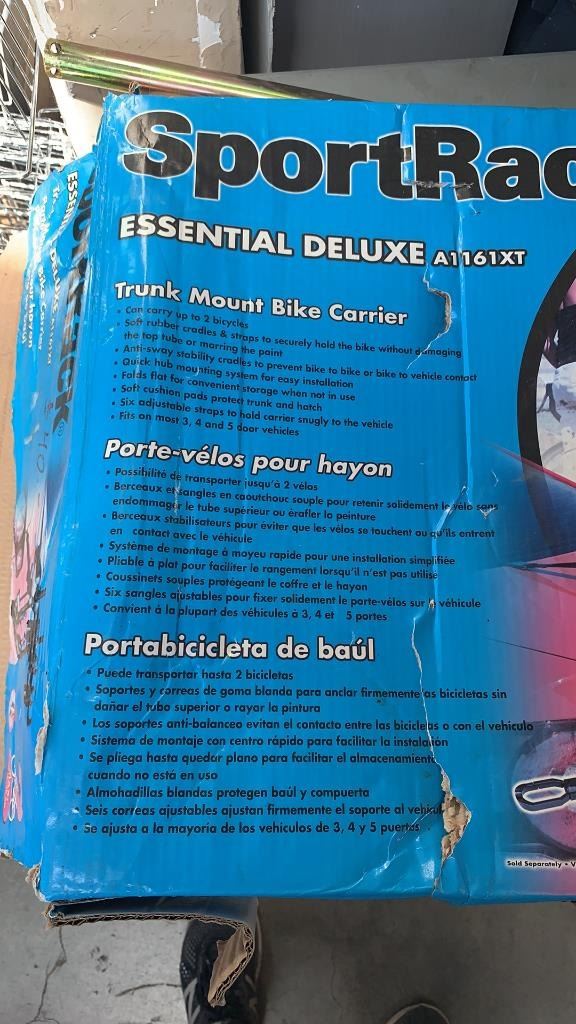 SportRac
ESSENTIAL DELUXE A1161XT
Trunk Mount Bike Carrier
• Can carry up to 2 bicycles
• Soft rubber cradles & straps to securely hold the bike without damaging
the top tube or marring the paint
• Anti-sway stability cradles to prevent bike to bike or bike to vehicle contact
• Quick hub mounting system for easy installation
• Folds flat for convenient storage when not in use
• Soft cushion pads protect trunk and hatch
• Six adjustable straps to hold carrier snugly to the vehicle
• Fits on most 3, 4 and 5 door vehicles
Porte-vélos pour hayon
• Possibilité de transporter jusqu'à 2 vélos
• Berceaux et sangles en caoutchouc souple pour retenir solidement le vélo sans
endommager le tube supérieur ou érafler la peinture
• Berceaux stabilisateurs pour éviter que les vélos se touchent ou qu'ils entrent
en contact avec le véhicule
• Système de montage à moyeu rapide pour une installation simplifiée
• Pliable à plat pour faciliter le rangement lorsqu'il n'est pas utilisé
• Coussinets souples protégeant le coffre et le hayon
• Six sangles ajustables pour fixer solidement le porte-vélos sur véhicule
• Convient à la plupart des véhicules à 3, 4 et 5 portes
Portabicicleta de baúl
• Puede transportar hasta 2 bicicletas
• Soportes y correas de goma blanda para anclar firmemente as bicicletas sin
dañar el tubo superior o rayar la pintura
• Los soportes anti-balanceo evitan el contacto entre las bicicletas o con el vehículo
• Sistema de montaje con centro rápido para facilitar la instalación
• Se pliega hasta quedar plano para facilitar el almacenamient
cuando no está en uso
• Almohadillas blandas protegen baúl y compuerta
• Seis correas ajustables ajustan firmemente el soporte al vehícul
• Se ajusta a la mayoría de los vehículos de 3, 4 y 5 puertas
Sold Separately • V